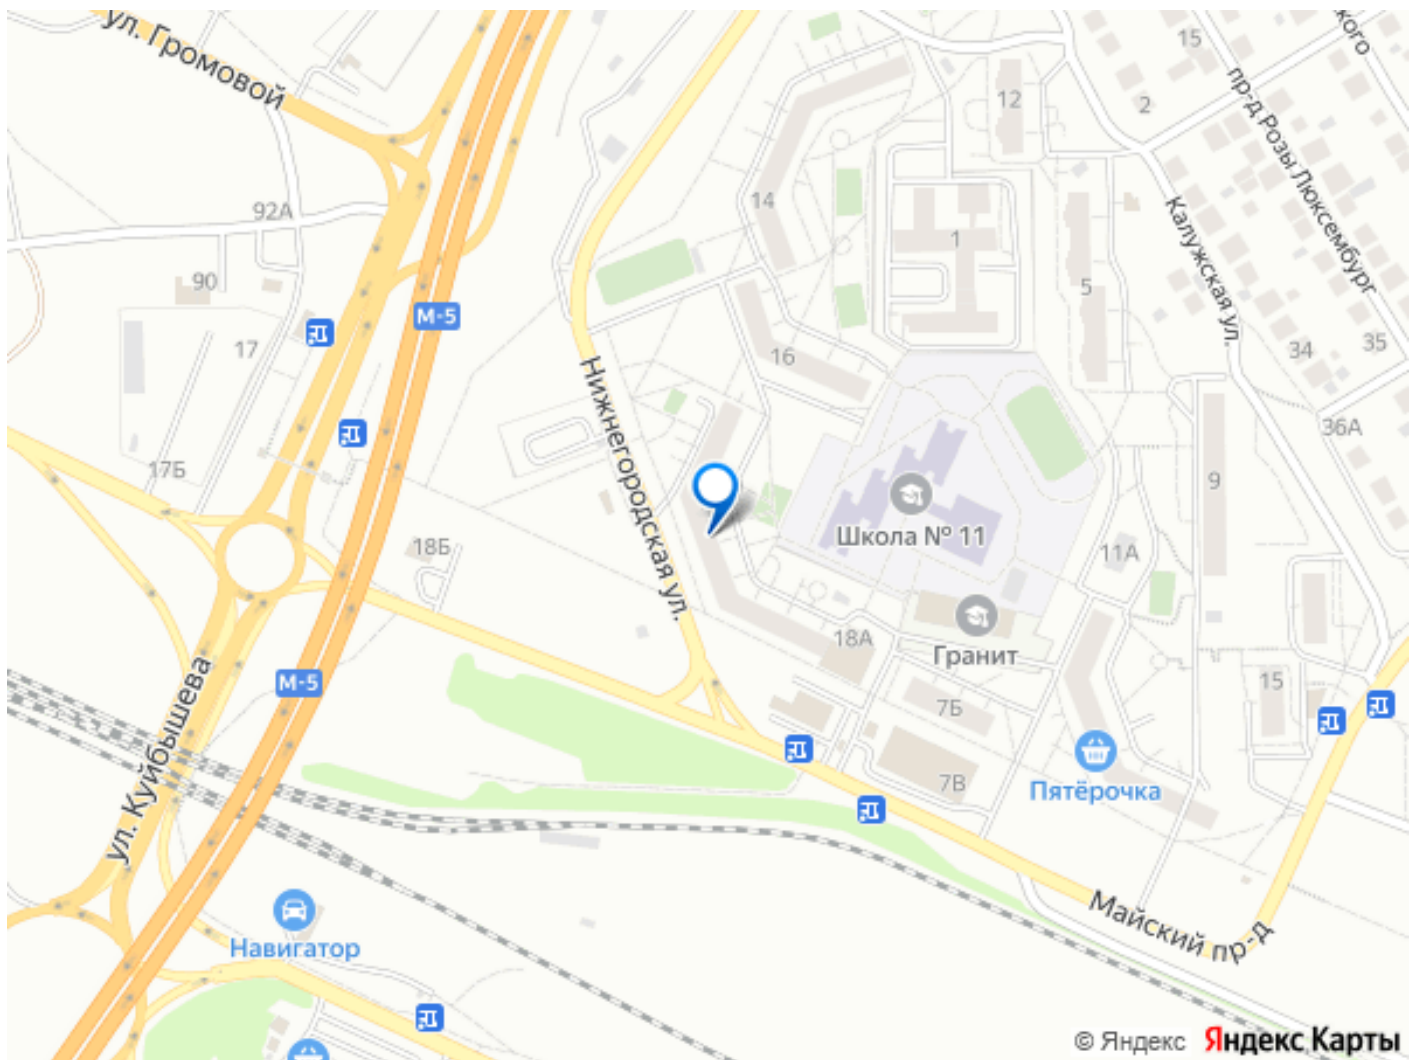 ул. Громовой
15
кого
12
2
пр-д Розы Люксембург
92А
14
Калужская ул.
1
90
5
М-5
17
16
34
35
Нижнегородская ул.
36А
17Б
9
Школа № 11
18Б
11А
18А
Гранит
М-5
15
ул. Куйбышева
7Б
7В
Пятёрочка
Майский пр-д
Навигатор
© Яндекс Яндекс Карты